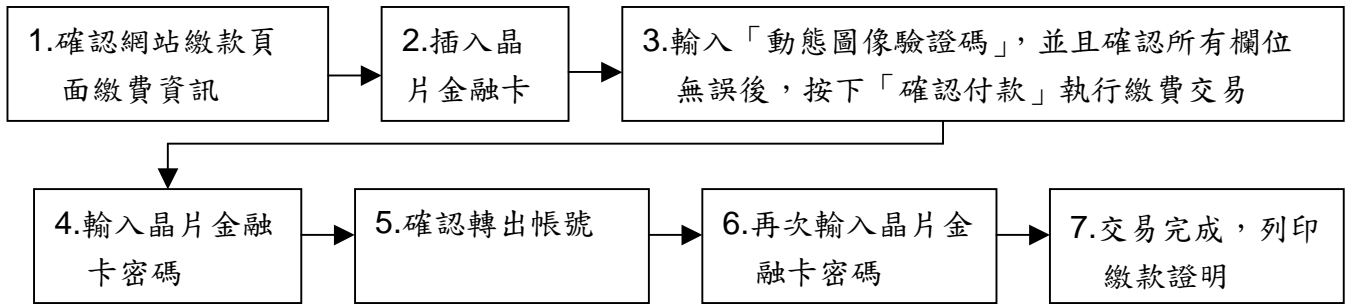 1.確認網站繳款頁
面繳費資訊
2.插入晶
片金融卡
3.輸入「動態圖像驗證碼」,並且確認所有欄位
無誤後,按下「確認付款」執行繳費交易
4.輸入晶片金融
卡密碼
5.確認轉出帳號
6.再次輸入晶片金
融卡密碼
7.交易完成,列印
繳款證明